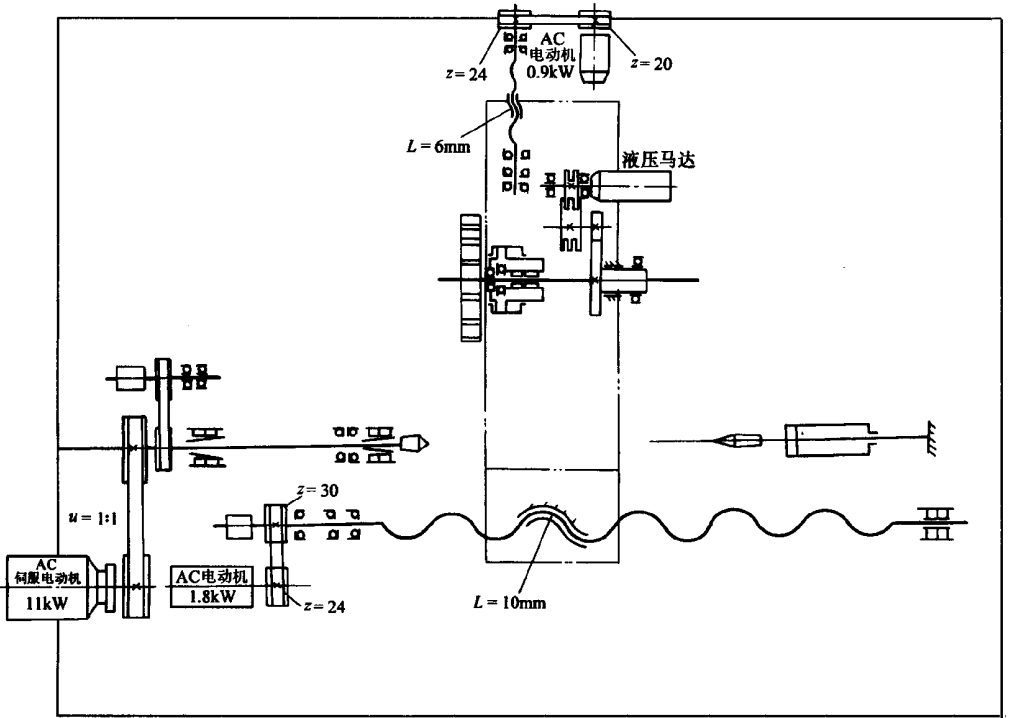 AC
电动机
0.9kW
z=24
z=20
L=6mm
液压马达
z=30
u=1:1
AC
伺服电动机
11kW
AC电动机
1.8kW
z=24
L=10mm